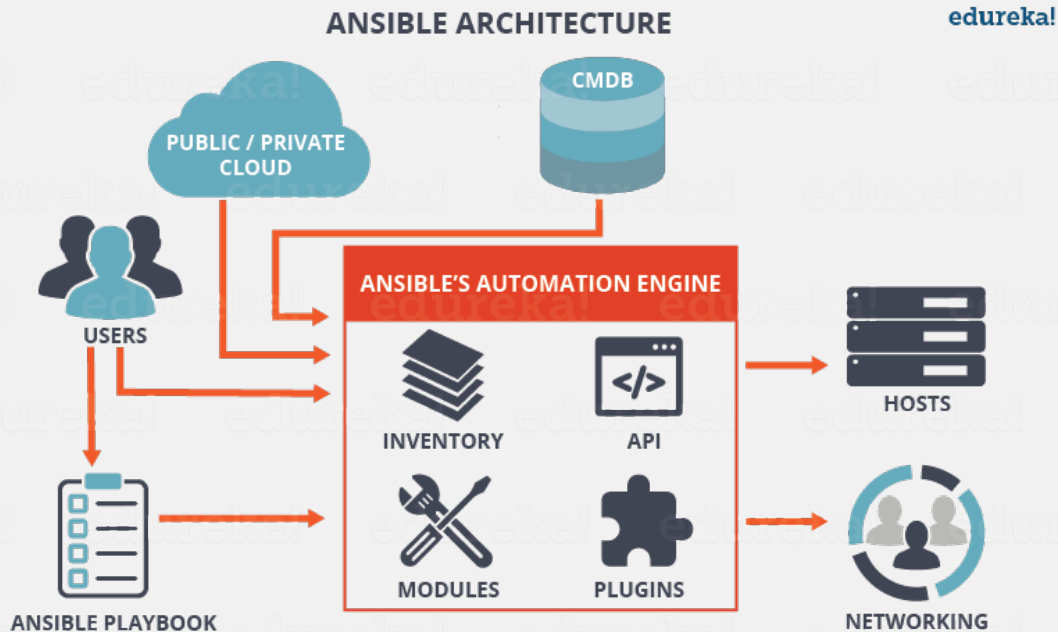 ANSIBLE ARCHITECTURE
edureka!
CMDB
PUBLIC / PRIVATE
CLOUD
USERS
ANSIBLE'S AUTOMATION ENGINE
INVENTORY
API
HOSTS
MODULES
PLUGINS
ANSIBLE PLAYBOOK
NETWORKING